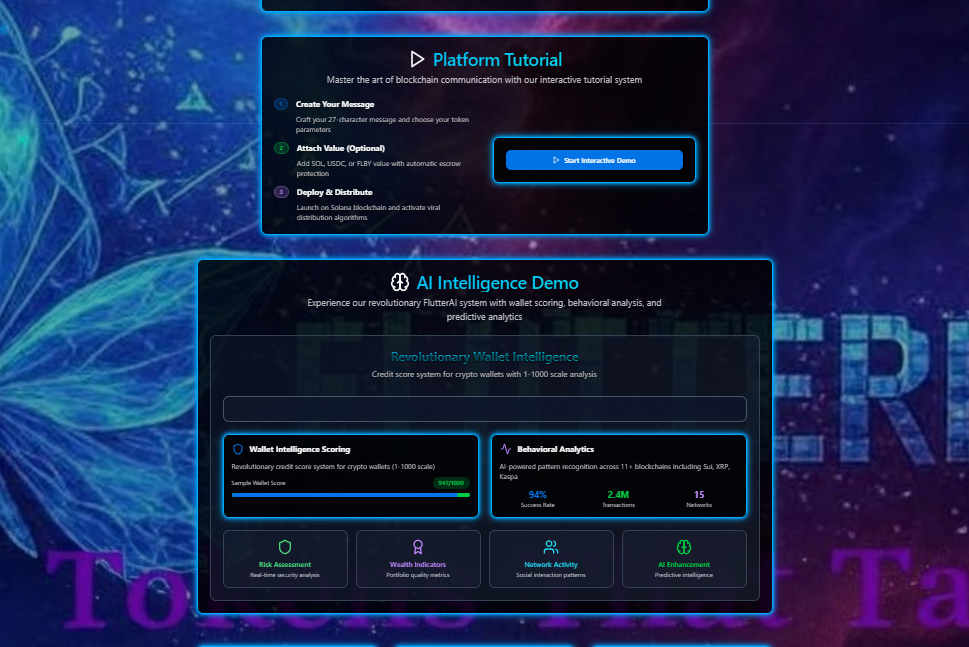 Platform Tutorial
Master the art of blockchain communication with our interactive tutorial system
1 Create Your Message
Craft your 27-character message and choose your token
parameters
2 Attach Value (Optional)
Add SOL, USDC, or FLBY value with automatic escrow
protection
3 Deploy & Distribute
Launch on Solana blockchain and activate viral
distribution algorithms
Start Interactive Demo
AI Intelligence Demo
Experience our revolutionary FlutterAI system with wallet scoring, behavioral analysis, and
predictive analytics
Revolutionary Wallet Intelligence
Credit score system for crypto wallets with 1-1000 scale analysis
Wallet Intelligence Scoring
Revolutionary credit score system for crypto wallets (1-1000 scale)
Sample Wallet Score 947/1000
Behavioral Analytics
AI-powered pattern recognition across 11+ blockchains including Sui, XRP,
Kaspa
94% 2.4M 15
Success Rate Transactions Networks
Risk Assessment
Real-time security analysis
Wealth Indicators
Portfolio quality metrics
Network Activity
Social interaction patterns
AI Enhancement
Predictive intelligence
Tokens That Ta